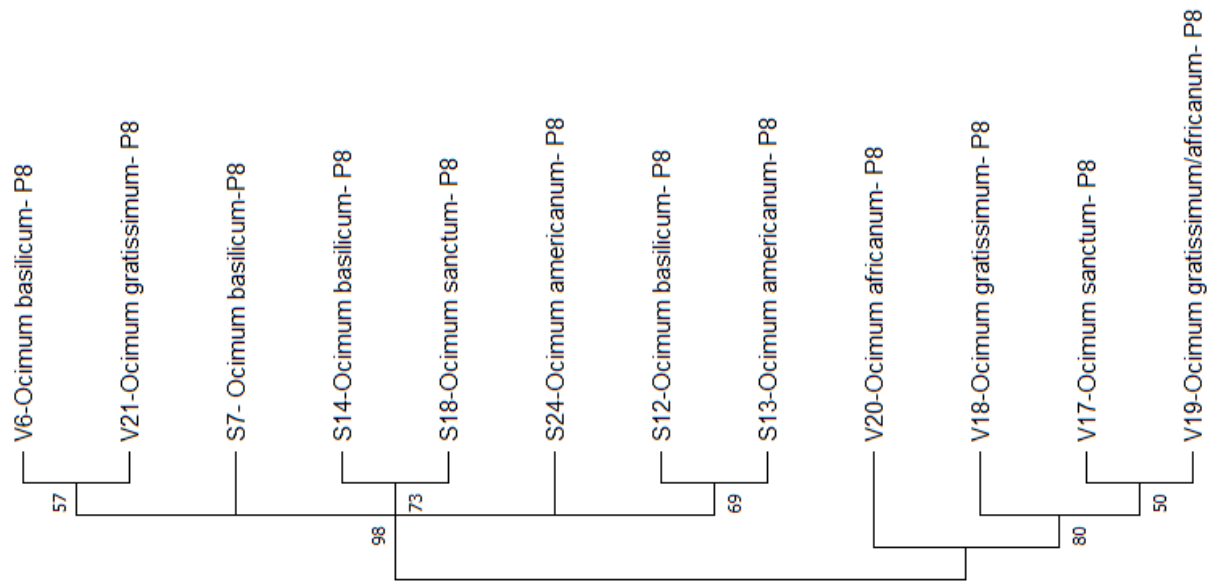 V6-Ocimum basilicum- P8
V21-Ocimum gratissimum- P8
S7- Ocimum basilicum-P8
S14-Ocimum basilicum- P8
S18-Ocimum sanctum- P8
S24-Ocimum americanum- P8
S12-Ocimum basilicum- P8
S13-Ocimum americanum- P8
V20-Ocimum africanum- P8
V18-Ocimum gratissimum- P8
V17-Ocimum sanctum- P8
V19-Ocimum gratissimum/africanum- P8
57
73
98
69
80
50